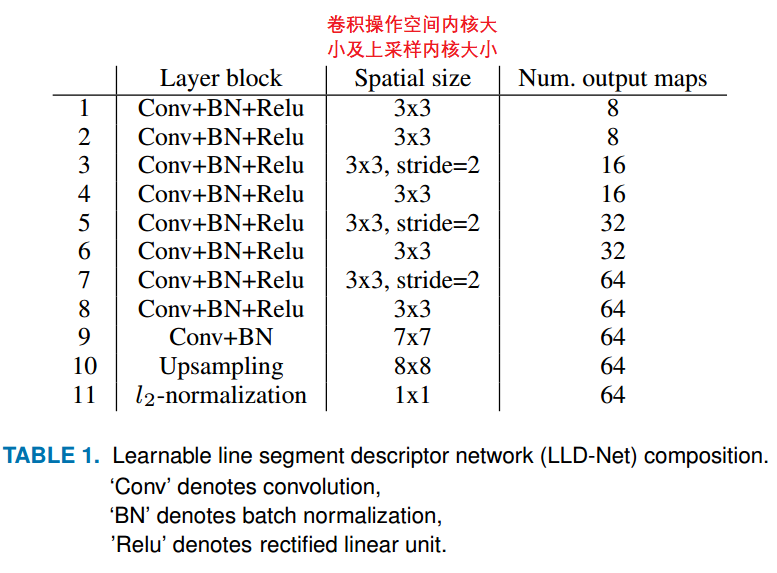 卷积操作空间内核大
小及上采样内核大小
Layer block Spatial size Num. output maps
1 Conv+BN+Relu 3x3 8
2 Conv+BN+Relu 3x3 8
3 Conv+BN+Relu 3x3, stride=2 16
4 Conv+BN+Relu 3x3 16
5 Conv+BN+Relu 3x3, stride=2 32
6 Conv+BN+Relu 3x3 32
7 Conv+BN+Relu 3x3, stride=2 64
8 Conv+BN+Relu 3x3 64
9 Conv+BN 7x7 64
10 Upsampling 8x8 64
11 l₂-normalization 1x1 64
TABLE 1. Learnable line segment descriptor network (LLD-Net) composition.
‘Conv’ denotes convolution,
‘BN’ denotes batch normalization,
’Relu’ denotes rectified linear unit.